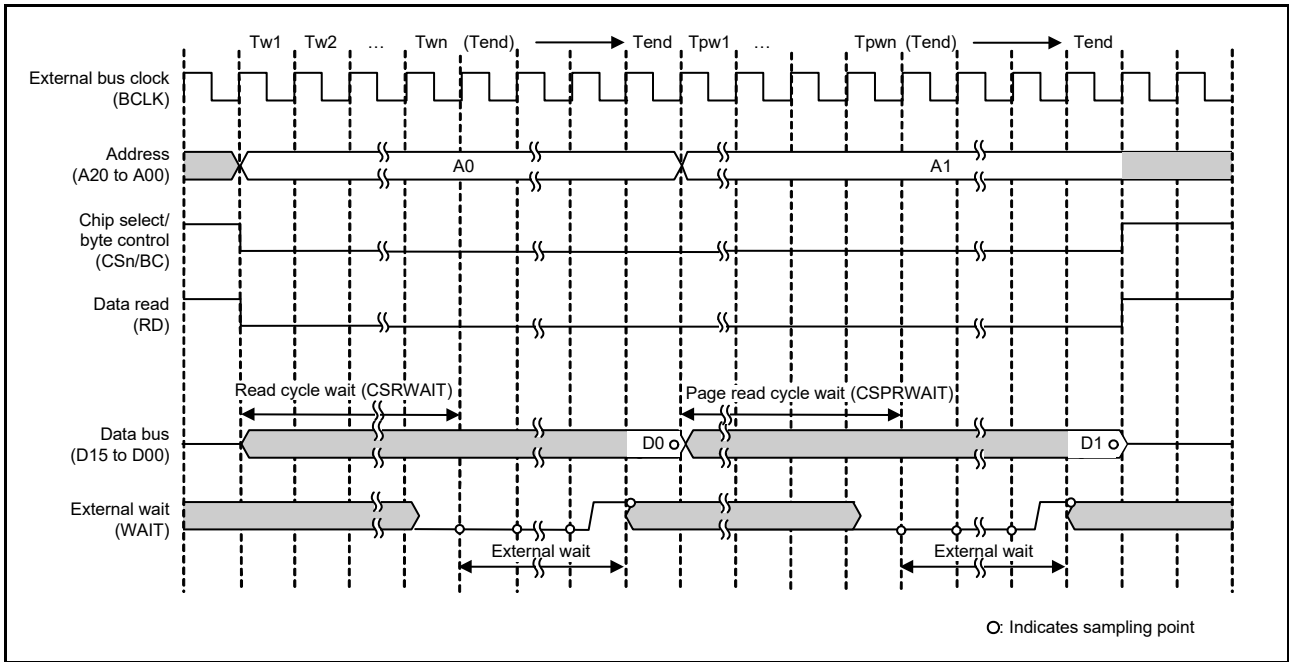 Tw1 Tw2 … Twn (Tend) Tend Tpw1 … Tpwn (Tend) Tend
External bus clock
(BCLK)
Address
(A20 to A00)
A0 A1
Chip select/
byte control
(CSn/BC)
Data read
(RD)
Read cycle wait (CSRWAIT) Page read cycle wait (CSPRWAIT)
Data bus
(D15 to D00)
D0 D1
External wait
(WAIT)
External wait External wait
: Indicates sampling point